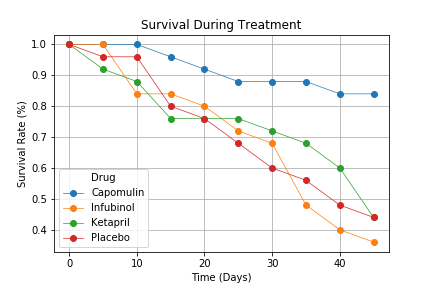 Survival During Treatment
Survival Rate (%)
1.0
0.9
0.8
0.7
0.6
0.5
0.4
Drug
Capomulin
Infubinol
Ketapril
Placebo
0 10 20 30 40
Time (Days)